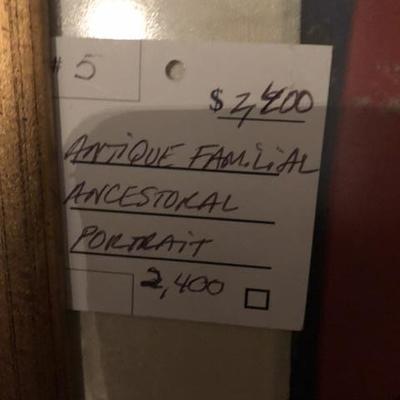 # 5
$2,400
ANTIQUE FAMILIAL
ANCESTORAL
PORTRAIT
2,400